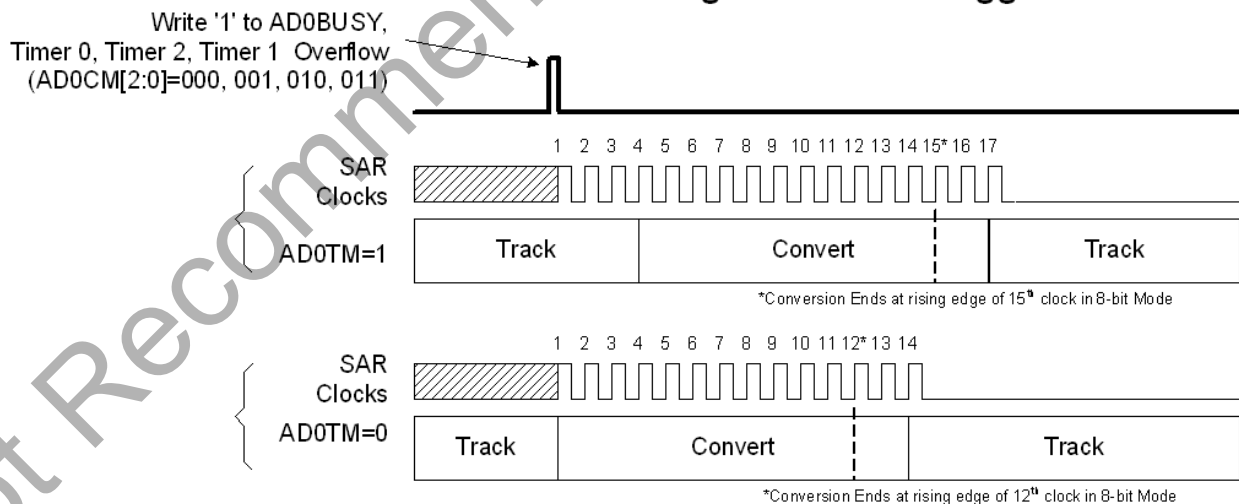 Write '1' to AD0BUSY,
Timer 0, Timer 2, Timer 1 Overflow
(AD0CM[2:0]=000, 001, 010, 011)
1 2 3 4 5 6 7 8 9 10 11 12 13 14 15* 16 17
SAR
Clocks
AD0TM=1
Track
Convert
Track
*Conversion Ends at rising edge of 15th clock in 8-bit Mode
1 2 3 4 5 6 7 8 9 10 11 12* 13 14
SAR
Clocks
AD0TM=0
Track
Convert
Track
*Conversion Ends at rising edge of 12th clock in 8-bit Mode